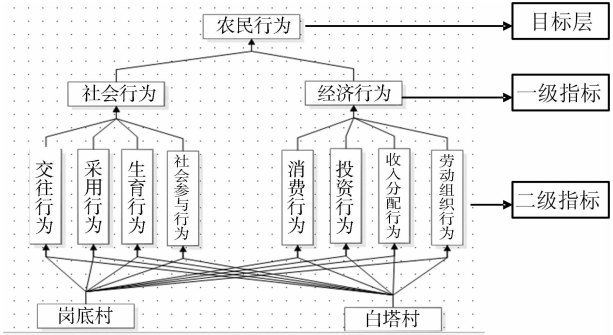 农民行为
目标层
社会行为
经济行为
一级指标
交往行为
采用行为
生育行为
社会参与行为
消费行为
投资行为
收入分配行为
劳动组织行为
二级指标
岗底村
白塔村